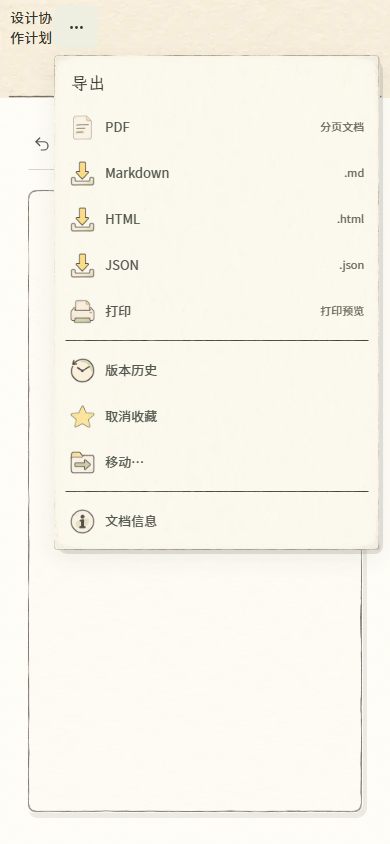 设计协
作计划
导出
PDF 分页文档
Markdown .md
HTML .html
JSON .json
打印 打印预览
版本历史
取消收藏
移动…
文档信息